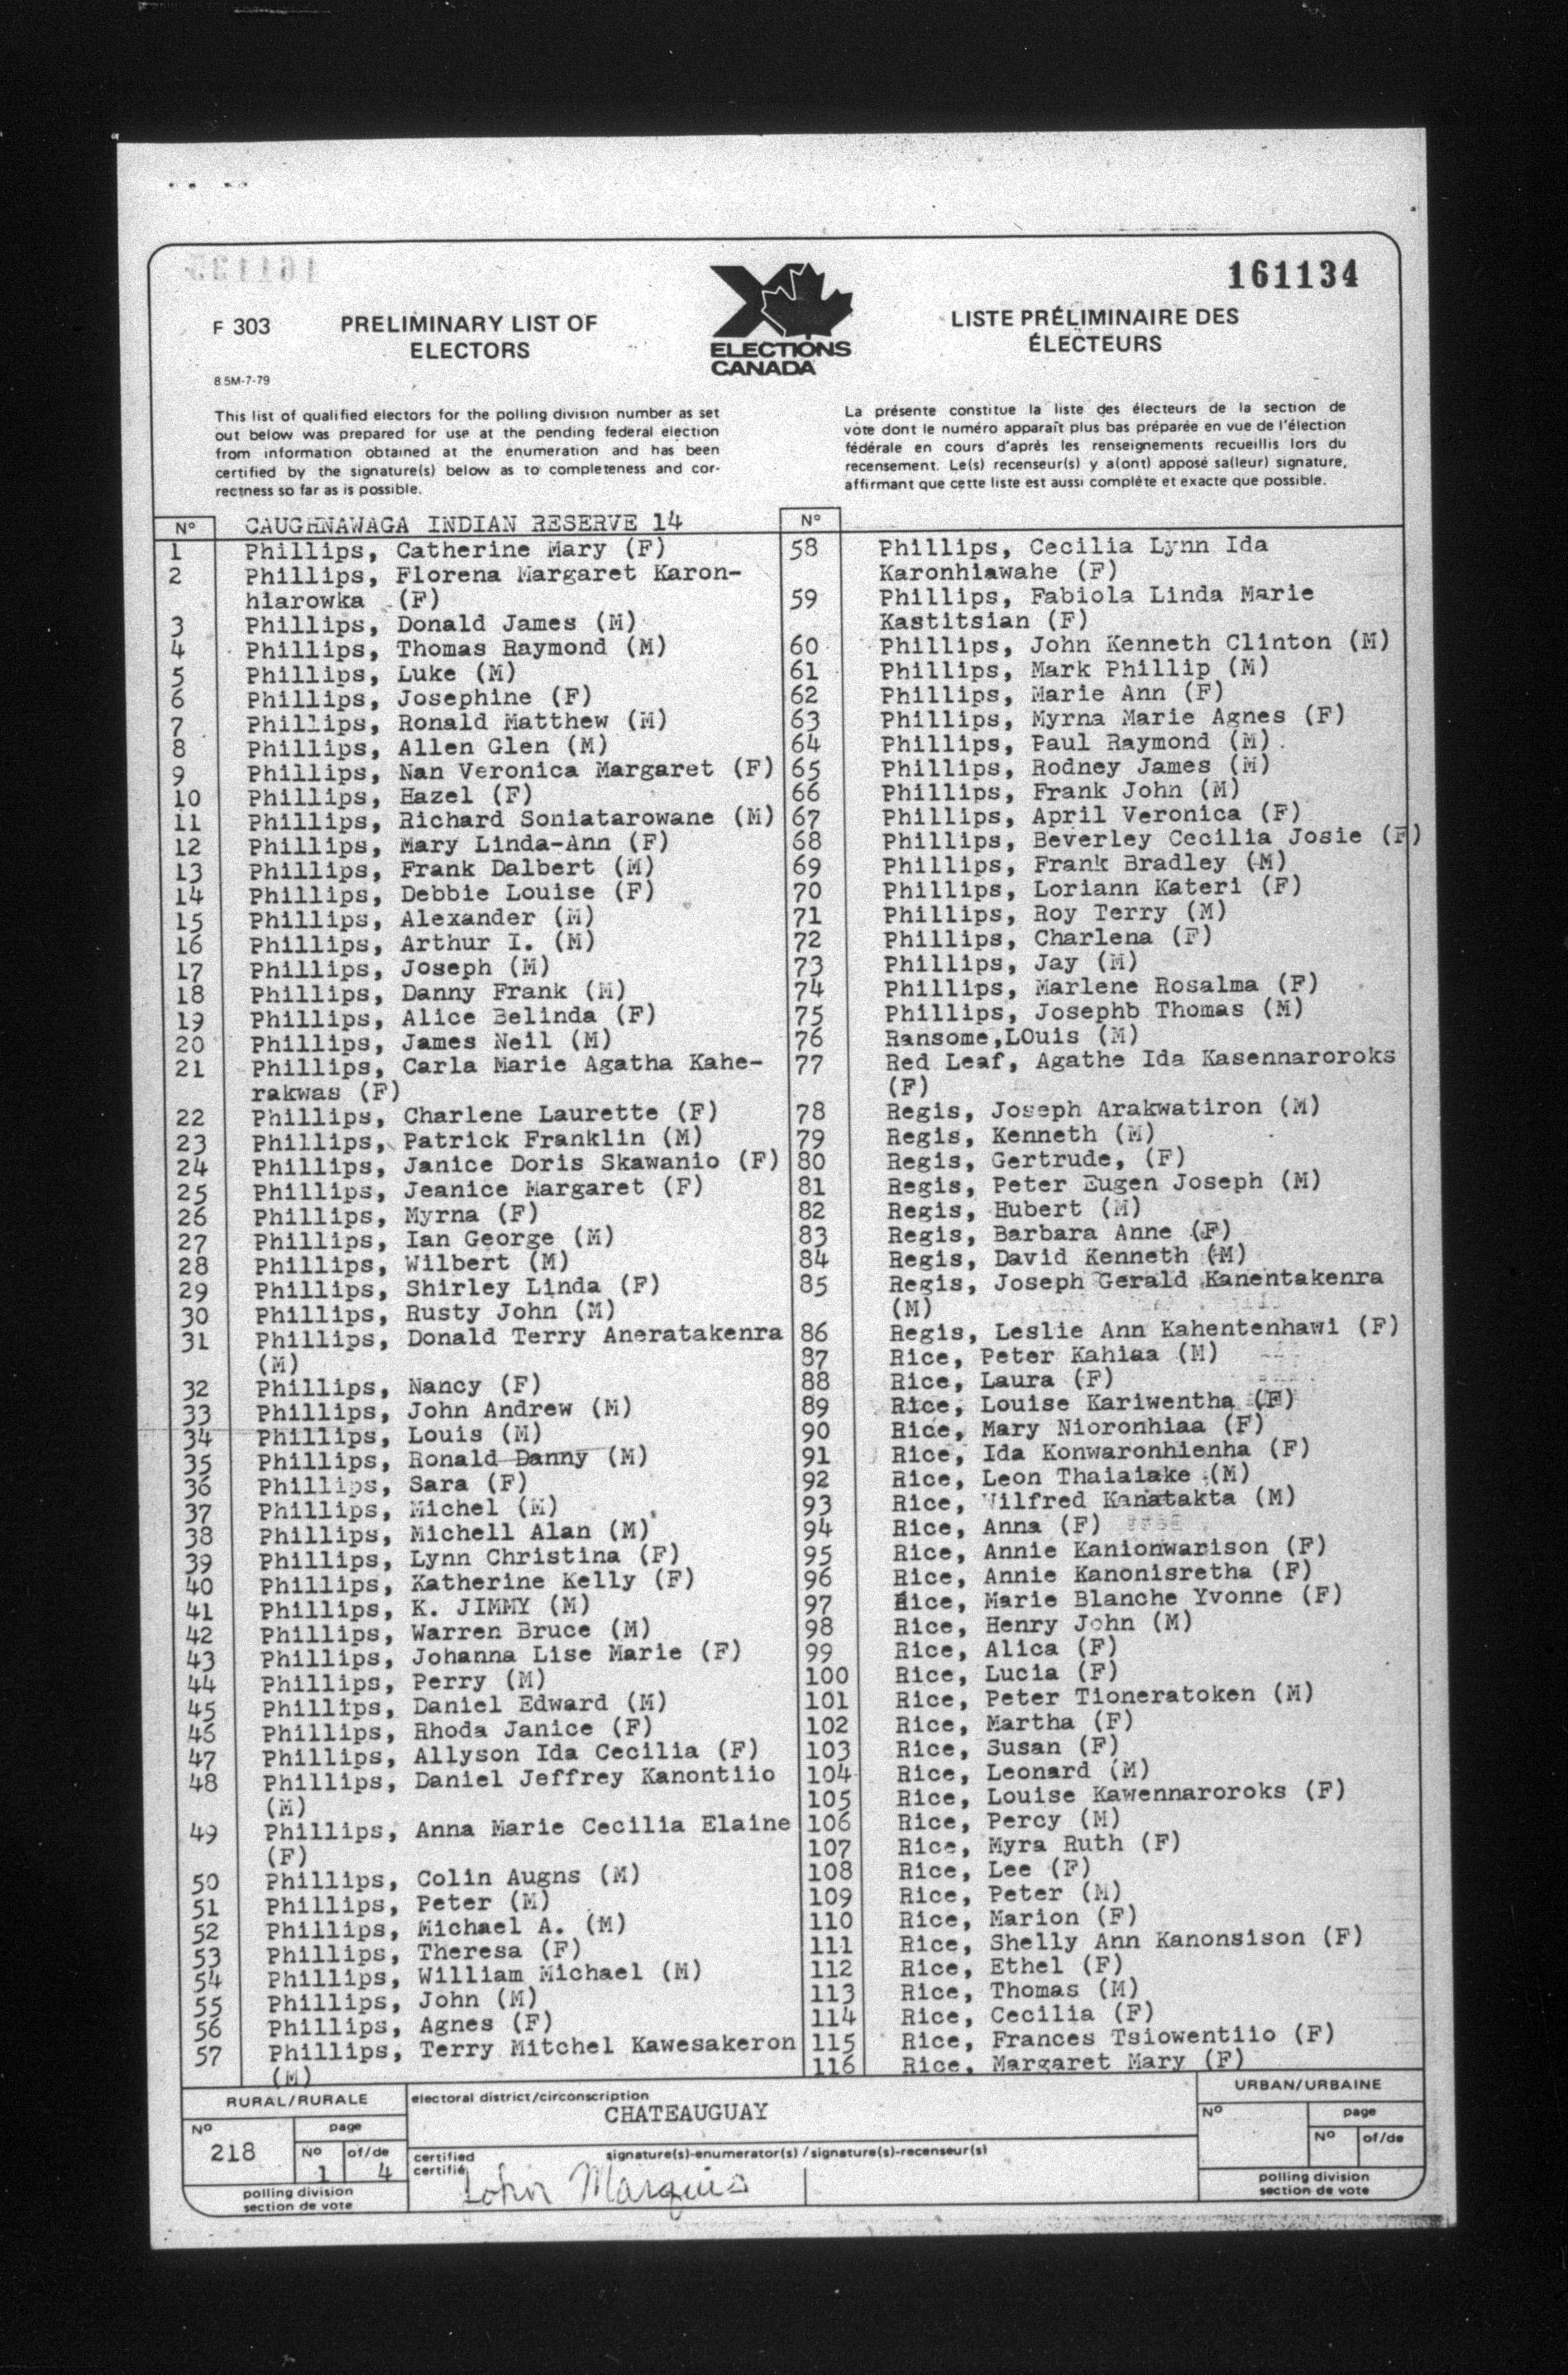 161134
F 303
PRELIMINARY LIST OF
ELECTORS
8.5M-7-79
ELECTIONS
CANADA
LISTE PRÉLIMINAIRE DES
ÉLECTEURS
This list of qualified electors for the polling division number as set
out below was prepared for use at the pending federal election
from information obtained at the enumeration and has been
certified by the signature(s) below as to completeness and cor-
rectness so far as is possible.
La présente constitue la liste des électeurs de la section de
vote dont le numéro apparaît plus bas préparée en vue de l'élection
fédérale en cours d'après les renseignements recueillis lors du
recensement. Le(s) recenseur(s) y a(ont) apposé sa(leur) signature,
affirmant que cette liste est aussi complète et exacte que possible.
Nº CAUGHNAWAGA INDIAN RESERVE 14
1 Phillips, Catherine Mary (F)
2 Phillips, Florena Margaret Karon-
hiarowka (F)
3 Phillips, Donald James (M)
4 Phillips, Thomas Raymond (M)
5 Phillips, Luke (M)
6 Phillips, Josephine (F)
7 Phillips, Ronald Matthew (M)
8 Phillips, Allen Glen (M)
9 Phillips, Nan Veronica Margaret (F)
10 Phillips, Hazel (F)
11 Phillips, Richard Soniatarowane (M)
12 Phillips, Mary Linda-Ann (F)
13 Phillips, Frank Dalbert (M)
14 Phillips, Debbie Louise (F)
15 Phillips, Alexander (M)
16 Phillips, Arthur I. (M)
17 Phillips, Joseph (M)
18 Phillips, Danny Frank (M)
19 Phillips, Alice Belinda (F)
20 Phillips, James Neil (M)
21 Phillips, Carla Marie Agatha Kahe-
rakwas (F)
22 Phillips, Charlene Laurette (F)
23 Phillips, Patrick Franklin (M)
24 Phillips, Janice Doris Skawanio (F)
25 Phillips, Jeanice Margaret (F)
26 Phillips, Myrna (F)
27 Phillips, Ian George (M)
28 Phillips, Wilbert (M)
29 Phillips, Shirley Linda (F)
30 Phillips, Rusty John (M)
31 Phillips, Donald Terry Aneratakenra
(M)
32 Phillips, Nancy (F)
33 Phillips, John Andrew (M)
34 Phillips, Louis (M)
35 Phillips, Ronald Danny (M)
36 Phillips, Sara (F)
37 Phillips, Michel (M)
38 Phillips, Michell Alan (M)
39 Phillips, Lynn Christina (F)
40 Phillips, Katherine Kelly (F)
41 Phillips, K. JIMMY (M)
42 Phillips, Warren Bruce (M)
43 Phillips, Johanna Lise Marie (F)
44 Phillips, Perry (M)
45 Phillips, Daniel Edward (M)
46 Phillips, Rhoda Janice (F)
47 Phillips, Allyson Ida Cecilia (F)
48 Phillips, Daniel Jeffrey Kanontiio
(M)
49 Phillips, Anna Marie Cecilia Elaine
(F)
50 Phillips, Colin Augns (M)
51 Phillips, Peter (M)
52 Phillips, Michael A. (M)
53 Phillips, Theresa (F)
54 Phillips, William Michael (M)
55 Phillips, John (M)
56 Phillips, Agnes (F)
57 Phillips, Terry Mitchel Kawesakeron
(M)
Nº
58 Phillips, Cecilia Lynn Ida
Karonhiawahe (F)
59 Phillips, Fabiola Linda Marie
Kastitsian (F)
60 Phillips, John Kenneth Clinton (M)
61 Phillips, Mark Phillip (M)
62 Phillips, Marie Ann (F)
63 Phillips, Myrna Marie Agnes (F)
64 Phillips, Paul Raymond (M)
65 Phillips, Rodney James (M)
66 Phillips, Frank John (M)
67 Phillips, April Veronica (F)
68 Phillips, Beverley Cecilia Josie (F)
69 Phillips, Frank Bradley (M)
70 Phillips, Loriann Kateri (F)
71 Phillips, Roy Terry (M)
72 Phillips, Charlena (F)
73 Phillips, Jay (M)
74 Phillips, Marlene Rosalma (F)
75 Phillips, Josephb Thomas (M)
76 Ransome,LOuis (M)
77 Red Leaf, Agathe Ida Kasennaroroks
(F)
78 Regis, Joseph Arakwatiron (M)
79 Regis, Kenneth (M)
80 Regis, Gertrude, (F)
81 Regis, Peter Eugen Joseph (M)
82 Regis, Hubert (M)
83 Regis, Barbara Anne (F)
84 Regis, David Kenneth (M)
85 Regis, Joseph Gerald Kanentakenra
(M)
86 Regis, Leslie Ann Kahentenhawi (F)
87 Rice, Peter Kahiaa (M)
88 Rice, Laura (F)
89 Rice, Louise Kariwentha (F)
90 Rice, Mary Nioronhiaa (F)
91 Rice, Ida Konwaronhienha (F)
92 Rice, Leon Thaiaiake (M)
93 Rice, Wilfred Kanatakta (M)
94 Rice, Anna (F)
95 Rice, Annie Kanionwarison (F)
96 Rice, Annie Kanonisretha (F)
97 Rice, Marie Blanche Yvonne (F)
98 Rice, Henry John (M)
99 Rice, Alica (F)
100 Rice, Lucia (F)
101 Rice, Peter Tioneratoken (M)
102 Rice, Martha (F)
103 Rice, Susan (F)
104 Rice, Leonard (M)
105 Rice, Louise Kawennaroroks (F)
106 Rice, Percy (M)
107 Rice, Myra Ruth (F)
108 Rice, Lee (F)
109 Rice, Peter (M)
110 Rice, Marion (F)
111 Rice, Shelly Ann Kanonsison (F)
112 Rice, Ethel (F)
113 Rice, Thomas (M)
114 Rice, Cecilia (F)
115 Rice, Frances Tsiowentiio (F)
116 Rice, Margaret Mary (F)
RURAL/RURALE
Nº page
218 Nº of/de
1 4
polling division
section de vote
electoral district/circonscription
CHATEAUGUAY
certified signature(s)-enumerator(s)/signature(s)-recenseur(s)
certifié
John Marquis
URBAN/URBAINE
Nº page
Nº of/de
polling division
section de vote